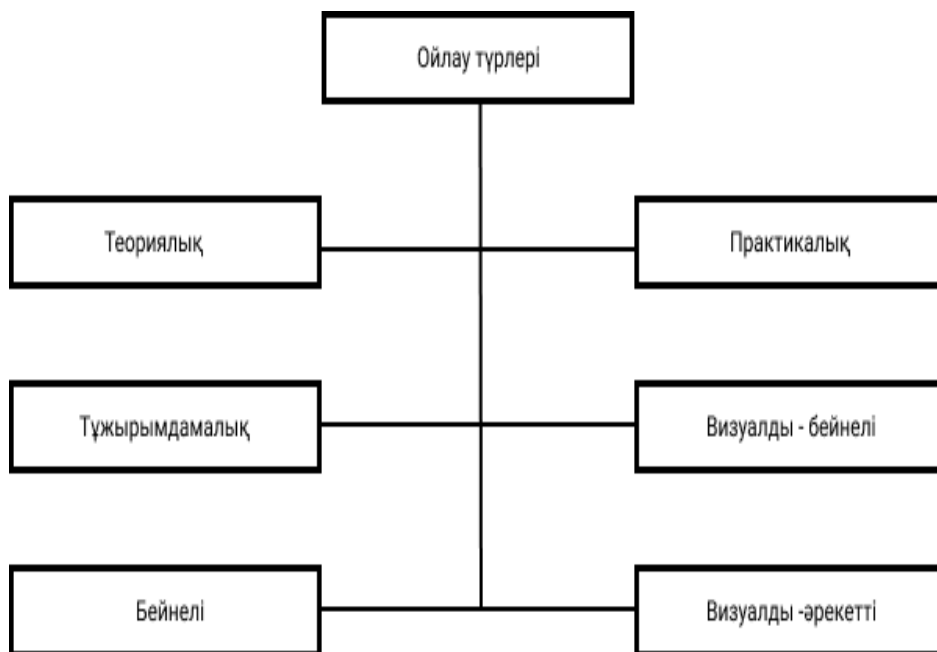 Ойлау түрлері
Теориялық
Практикалық
Тұжырымдамалық
Визуалды - бейнелі
Бейнелі
Визуалды -әрекетті